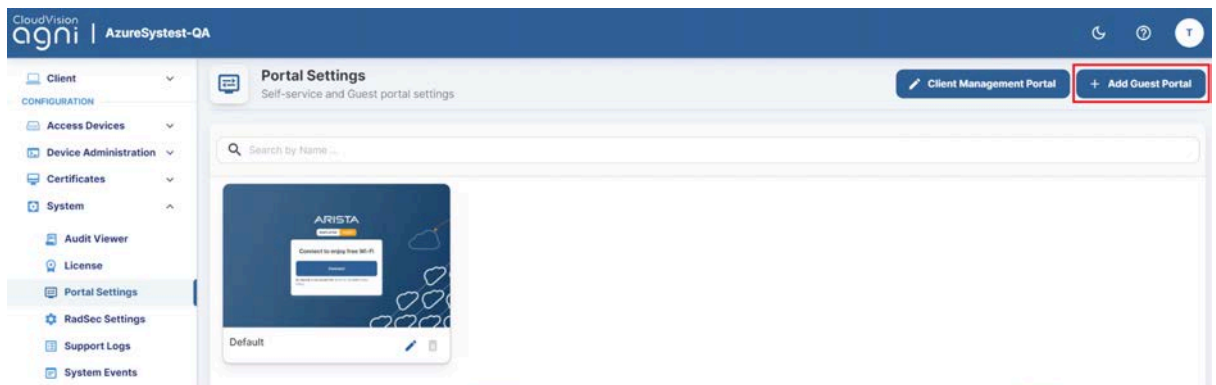 CloudVision
agni | AzureSystest-QA
T
Client
CONFIGURATION
Access Devices
Device Administration
Certificates
System
Audit Viewer
License
Portal Settings
RadSec Settings
Support Logs
System Events
Portal Settings
Self-service and Guest portal settings
Client Management Portal
+ Add Guest Portal
Search by Name ...
ARISTA
Connect to enjoy free Wi-Fi
Default